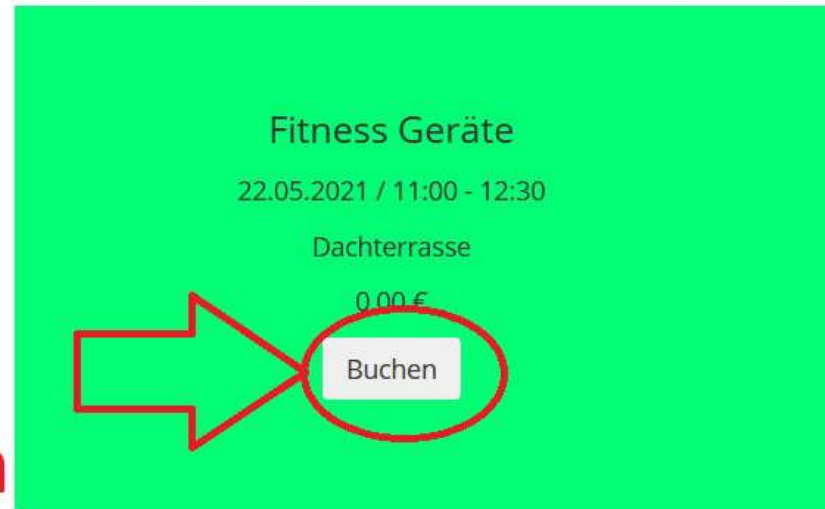 Fitness Geräte
22.05.2021 / 11:00 - 12:30
Dachterrasse
0,00 €
Buchen